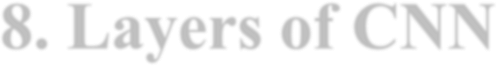 8. Layers of CNN